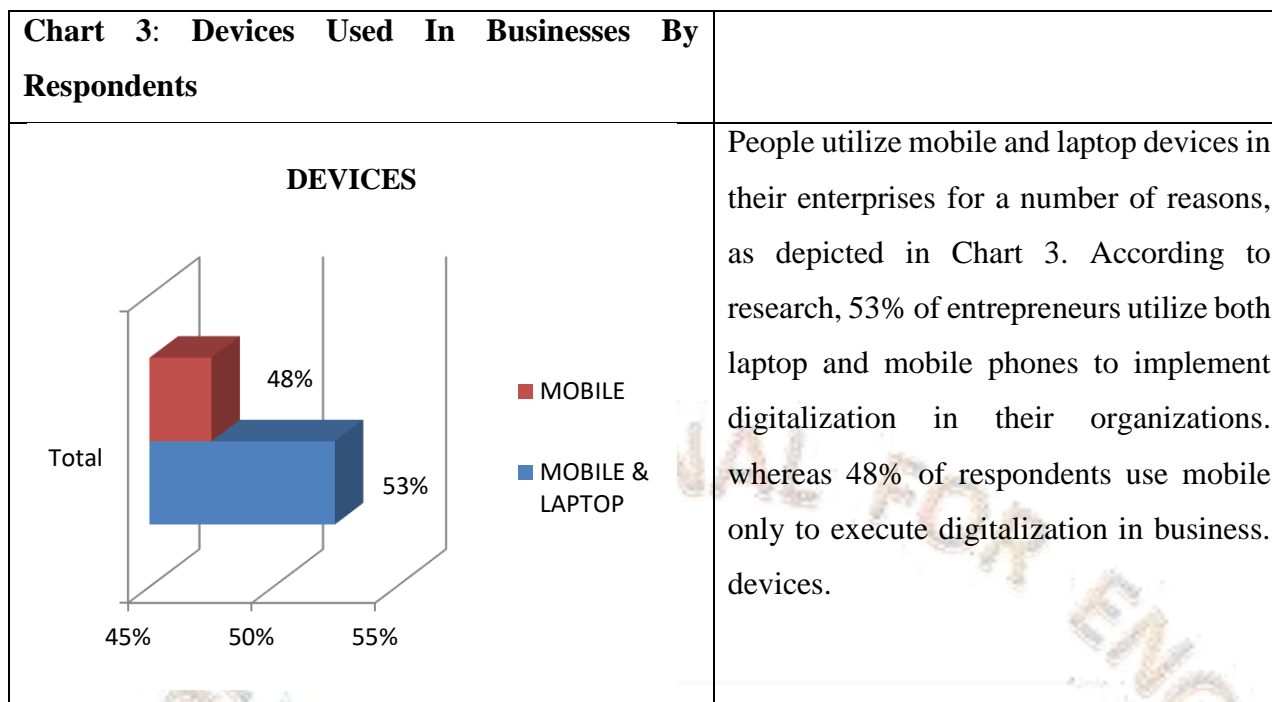 Chart 3: Devices Used In Businesses By
Respondents
DEVICES
48%
MOBILE
Total
53%
MOBILE &
LAPTOP
45%
50%
55%
People utilize mobile and laptop devices in
their enterprises for a number of reasons,
as depicted in Chart 3. According to
research, 53% of entrepreneurs utilize both
laptop and mobile phones to implement
digitalization in their organizations.
whereas 48% of respondents use mobile
only to execute digitalization in business.
devices.
NAL FOR ENG